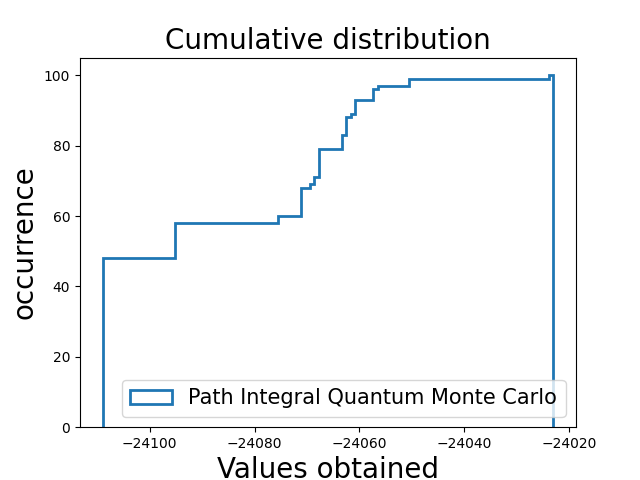 Cumulative distribution
occurrence
100
80
60
40
20
0
Path Integral Quantum Monte Carlo
−24100 −24080 −24060 −24040 −24020
Values obtained